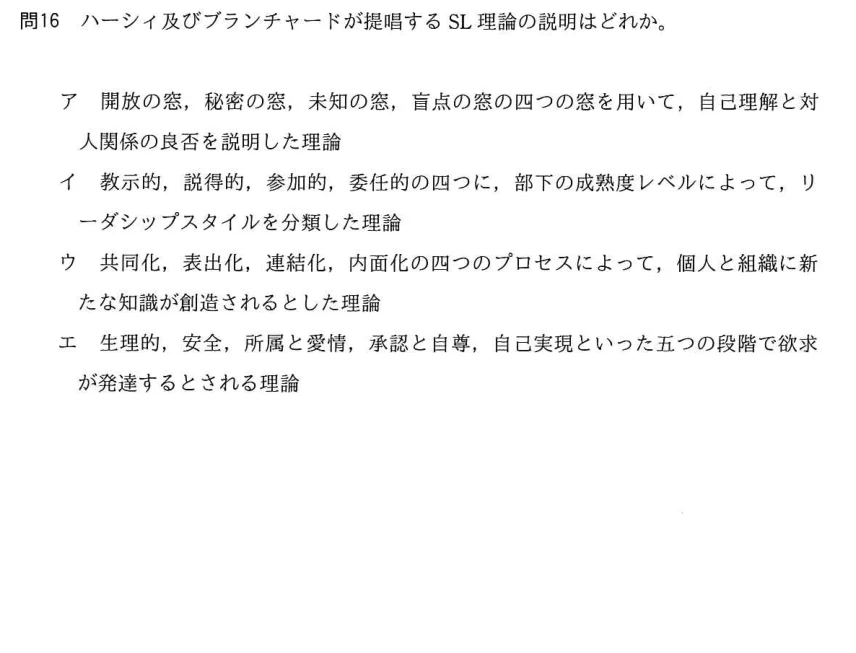 問16 ハーシィ及びブランチャードが提唱する SL 理論の説明はどれか。
ア 開放の窓，秘密の窓，未知の窓，盲点の窓の四つの窓を用いて，自己理解と対
人関係の良否を説明した理論
イ 教示的，説得的，参加的，委任的の四つに，部下の成熟度レベルによって，リ
ーダシップスタイルを分類した理論
ウ 共同化，表出化，連結化，内面化の四つのプロセスによって，個人と組織に新
たな知識が創造されるとした理論
エ 生理的，安全，所属と愛情，承認と自尊，自己実現といった五つの段階で欲求
が発達するとされる理論